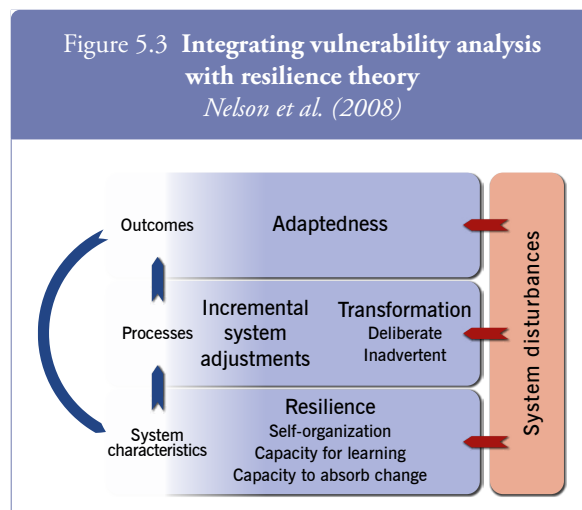 Figure 5.3 Integrating vulnerability analysis
with resilience theory
Nelson et al. (2008)
Outcomes
Adaptedness
Processes
Incremental
system
adjustments
Transformation
Deliberate
Inadvertent
System
characteristics
Resilience
Self-organization
Capacity for learning
Capacity to absorb change
System disturbances